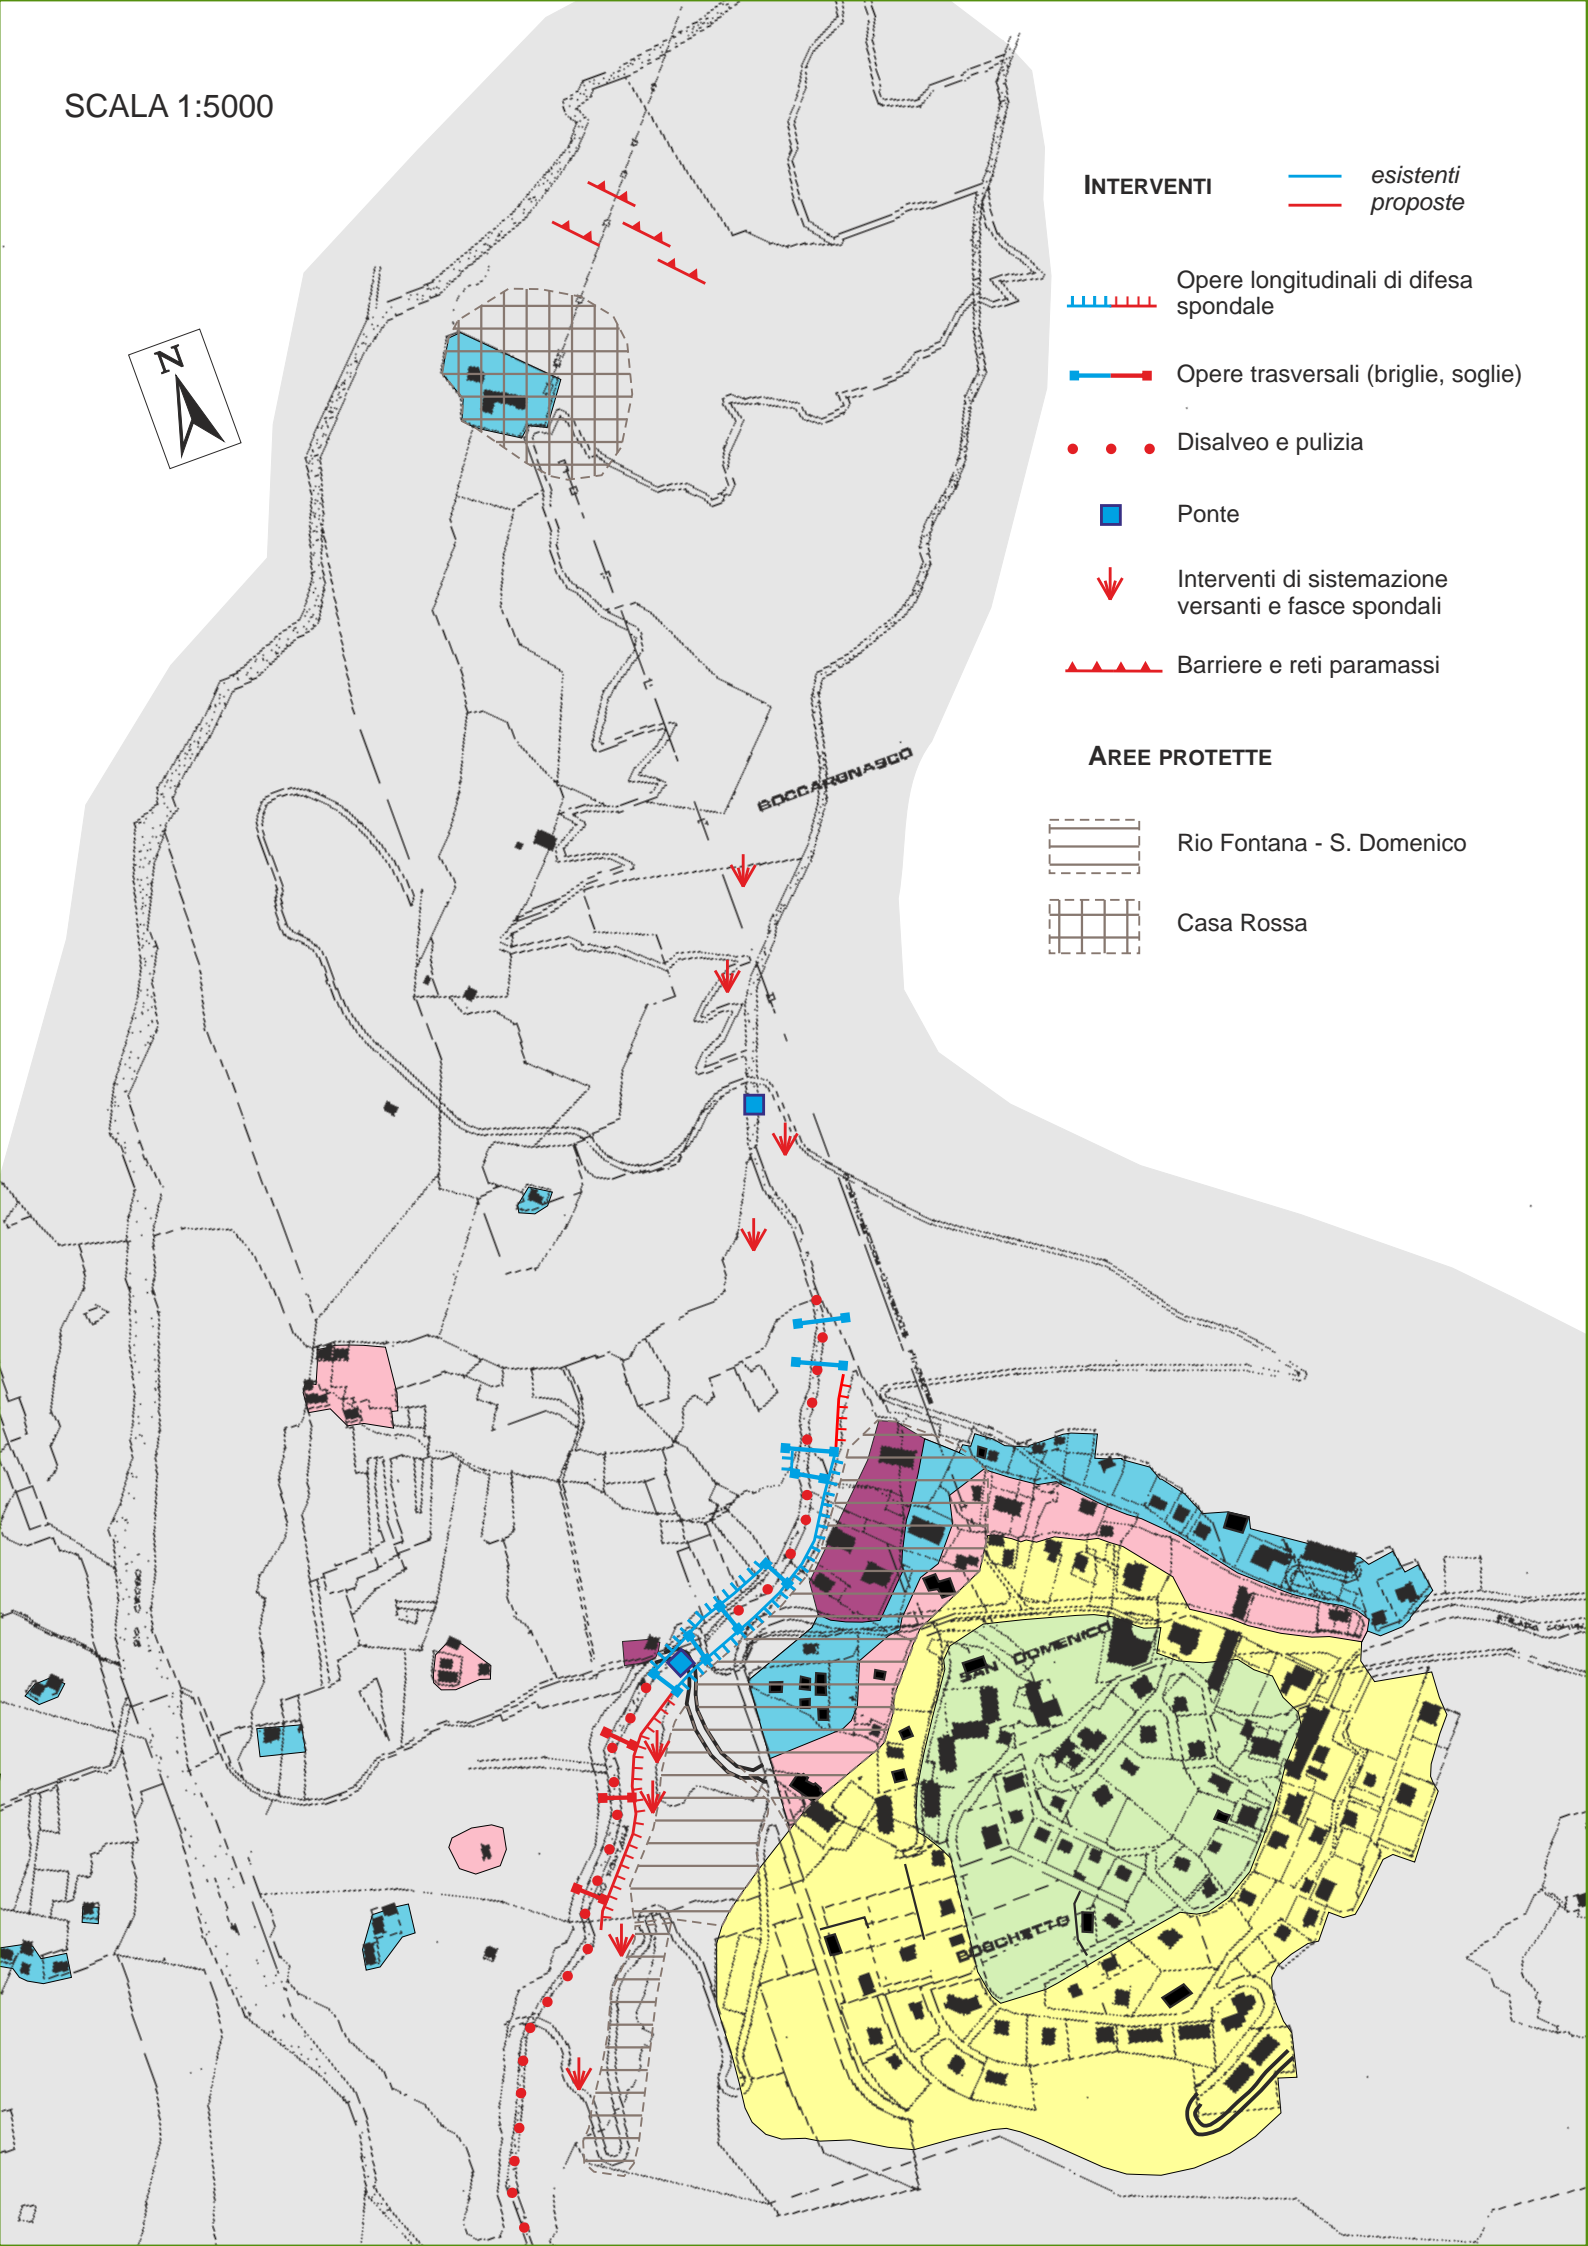 SCALA 1:5000
N
INTERVENTI
esistenti
proposte
Opere longitudinali di difesa
spondale
Opere trasversali (briglie, soglie)
Disalveo e pulizia
Ponte
Interventi di sistemazione
versanti e fasce spondali
Barriere e reti paramassi
AREE PROTETTE
Rio Fontana - S. Domenico
Casa Rossa
SAN DOMENICO
BOSCHETTO